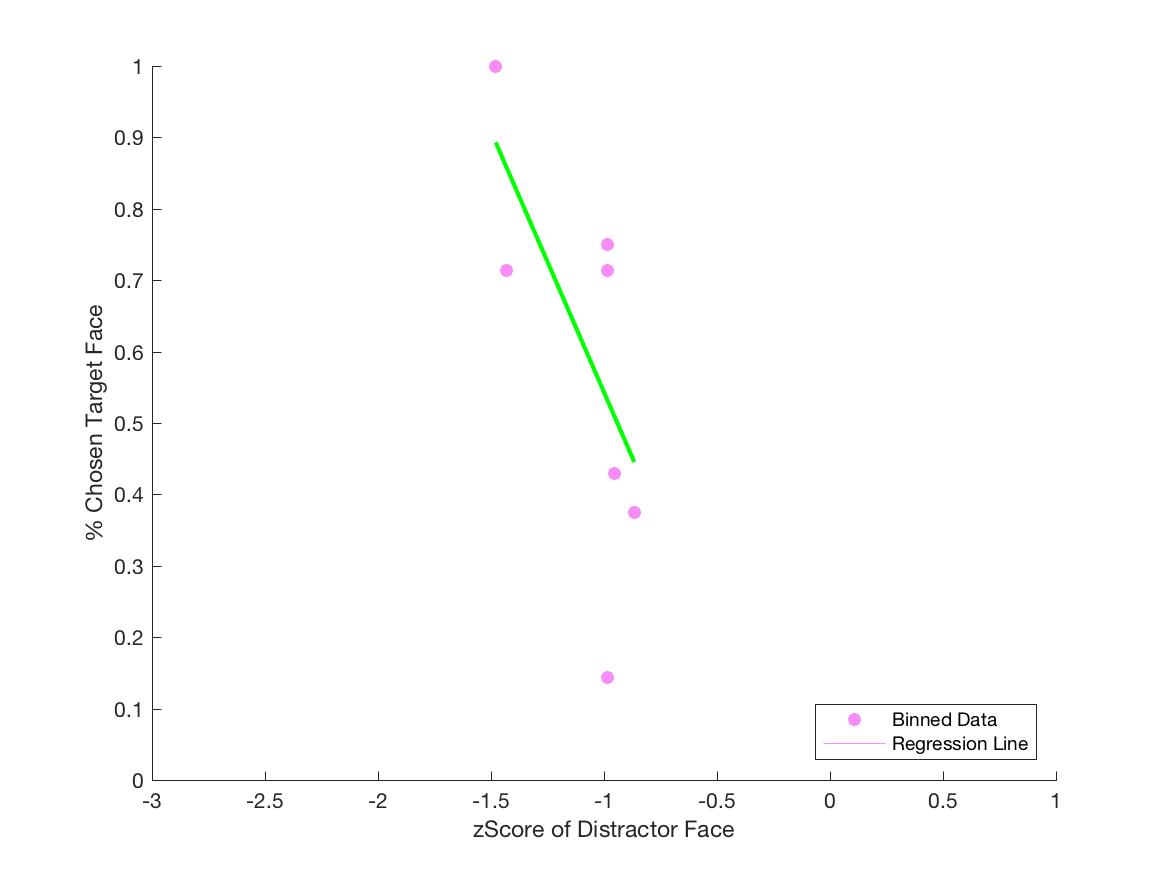 1
0.9
0.8
0.7
0.6
0.5
0.4
0.3
0.2
0.1
0
% Chosen Target Face
Binned Data
Regression Line
-3 -2.5 -2 -1.5 -1 -0.5 0 0.5 1
zScore of Distractor Face